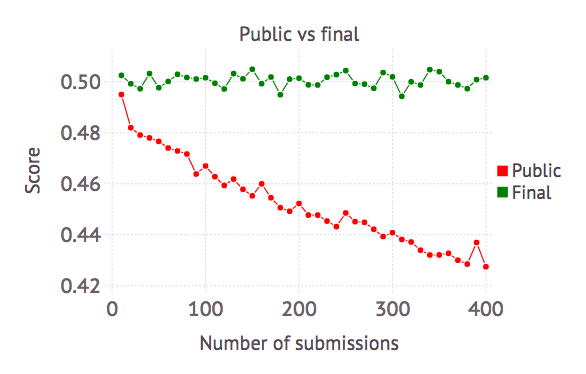 Public vs final
0.50
0.48
0.46
0.44
0.42
Score
0 100 200 300 400
Number of submissions
Public
Final